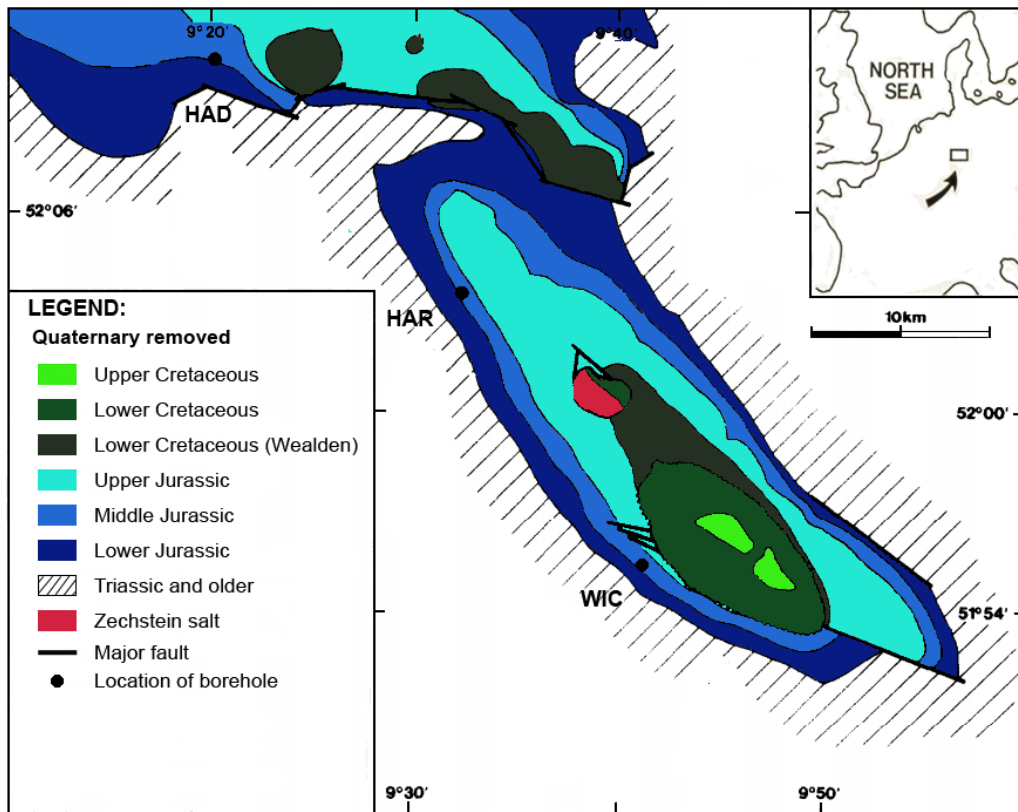 9°20′
9°40′
NORTH
SEA
HAD
52°06′
LEGEND:
Quaternary removed
HAR
10km
Upper Cretaceous
Lower Cretaceous
52°00′
Lower Cretaceous (Wealden)
Upper Jurassic
Middle Jurassic
Lower Jurassic
Triassic and older
WIC
51°54′
Zechstein salt
Major fault
Location of borehole
9°30′
9°50′